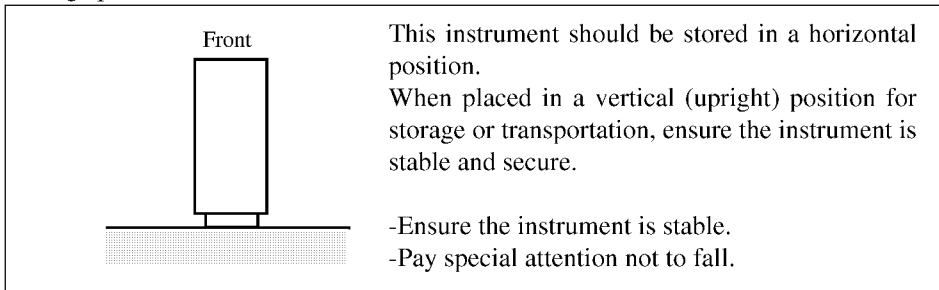 Front
This instrument should be stored in a horizontal
position.
When placed in a vertical (upright) position for
storage or transportation, ensure the instrument is
stable and secure.
-Ensure the instrument is stable.
-Pay special attention not to fall.